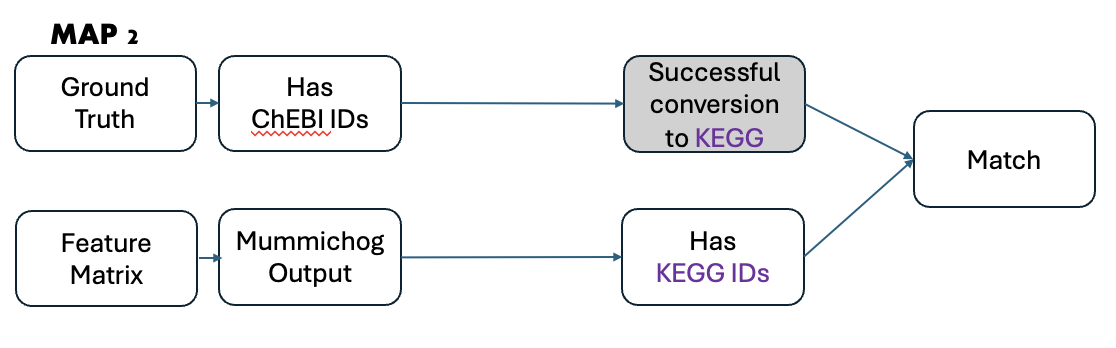 MAP 2
Ground
Truth
Has
ChEBI IDs
Successful
conversion
to KEGG
Match
Feature
Matrix
Mummichog
Output
Has
KEGG IDs